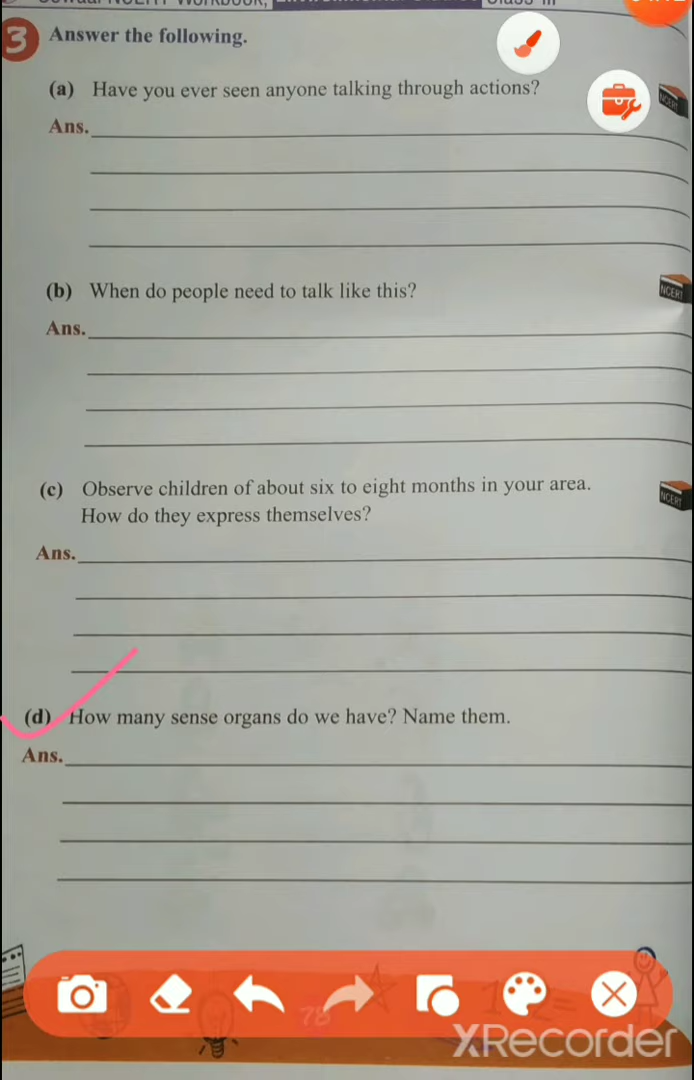 3 Answer the following.
(a) Have you ever seen anyone talking through actions?
NCERT
Ans.
(b) When do people need to talk like this?
NCERT
Ans.
(c) Observe children of about six to eight months in your area.
NCERT
How do they express themselves?
Ans.
(d) How many sense organs do we have? Name them.
Ans.
78
XRecorder